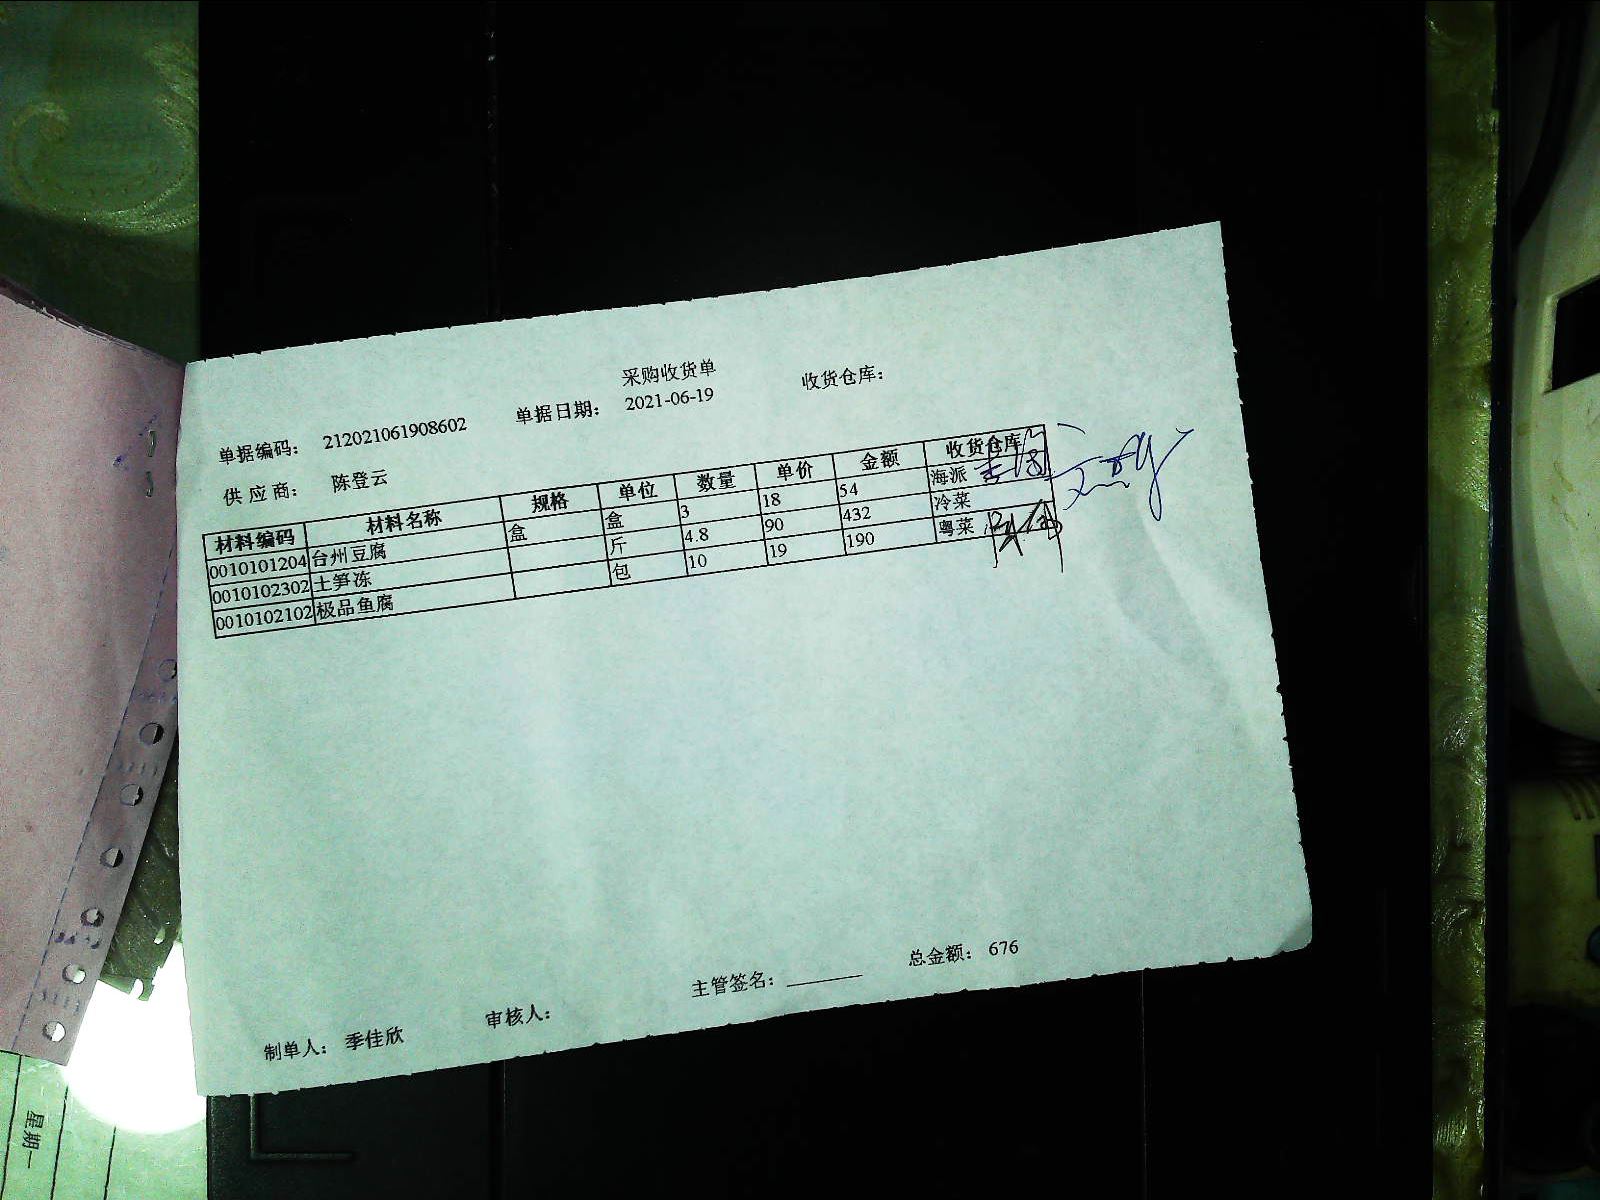 采购收货单
单据编码： 212021061908602 单据日期： 2021-06-19 收货仓库：
供应商： 陈登云
材料编码 材料名称 规格 单位 数量 单价 金额 收货仓库
0010101204 台州豆腐 盒 盒 3 18 54 海派
0010102302 土笋冻 斤 4.8 90 432 冷菜
0010102102 极品鱼腐 包 10 19 190 粤菜
制单人： 季佳欣 审核人： 主管签名： 总金额： 676
星期一